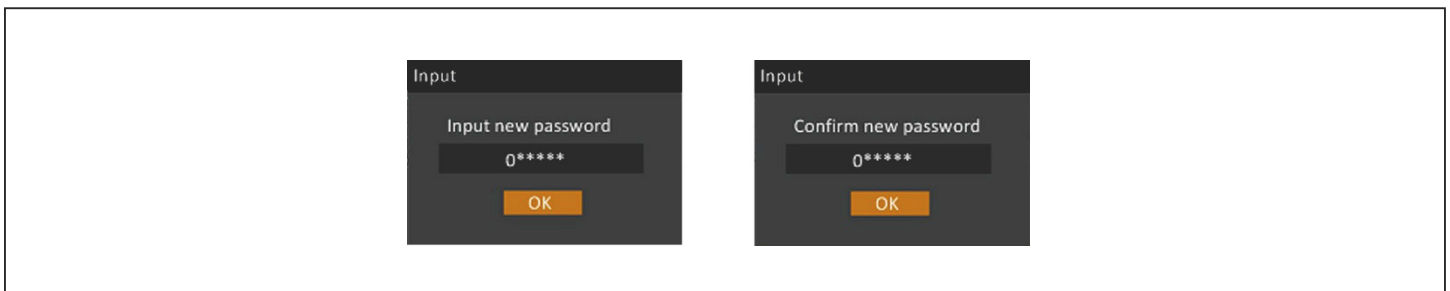 Input
Input new password
0*****
OK
Input
Confirm new password
0*****
OK